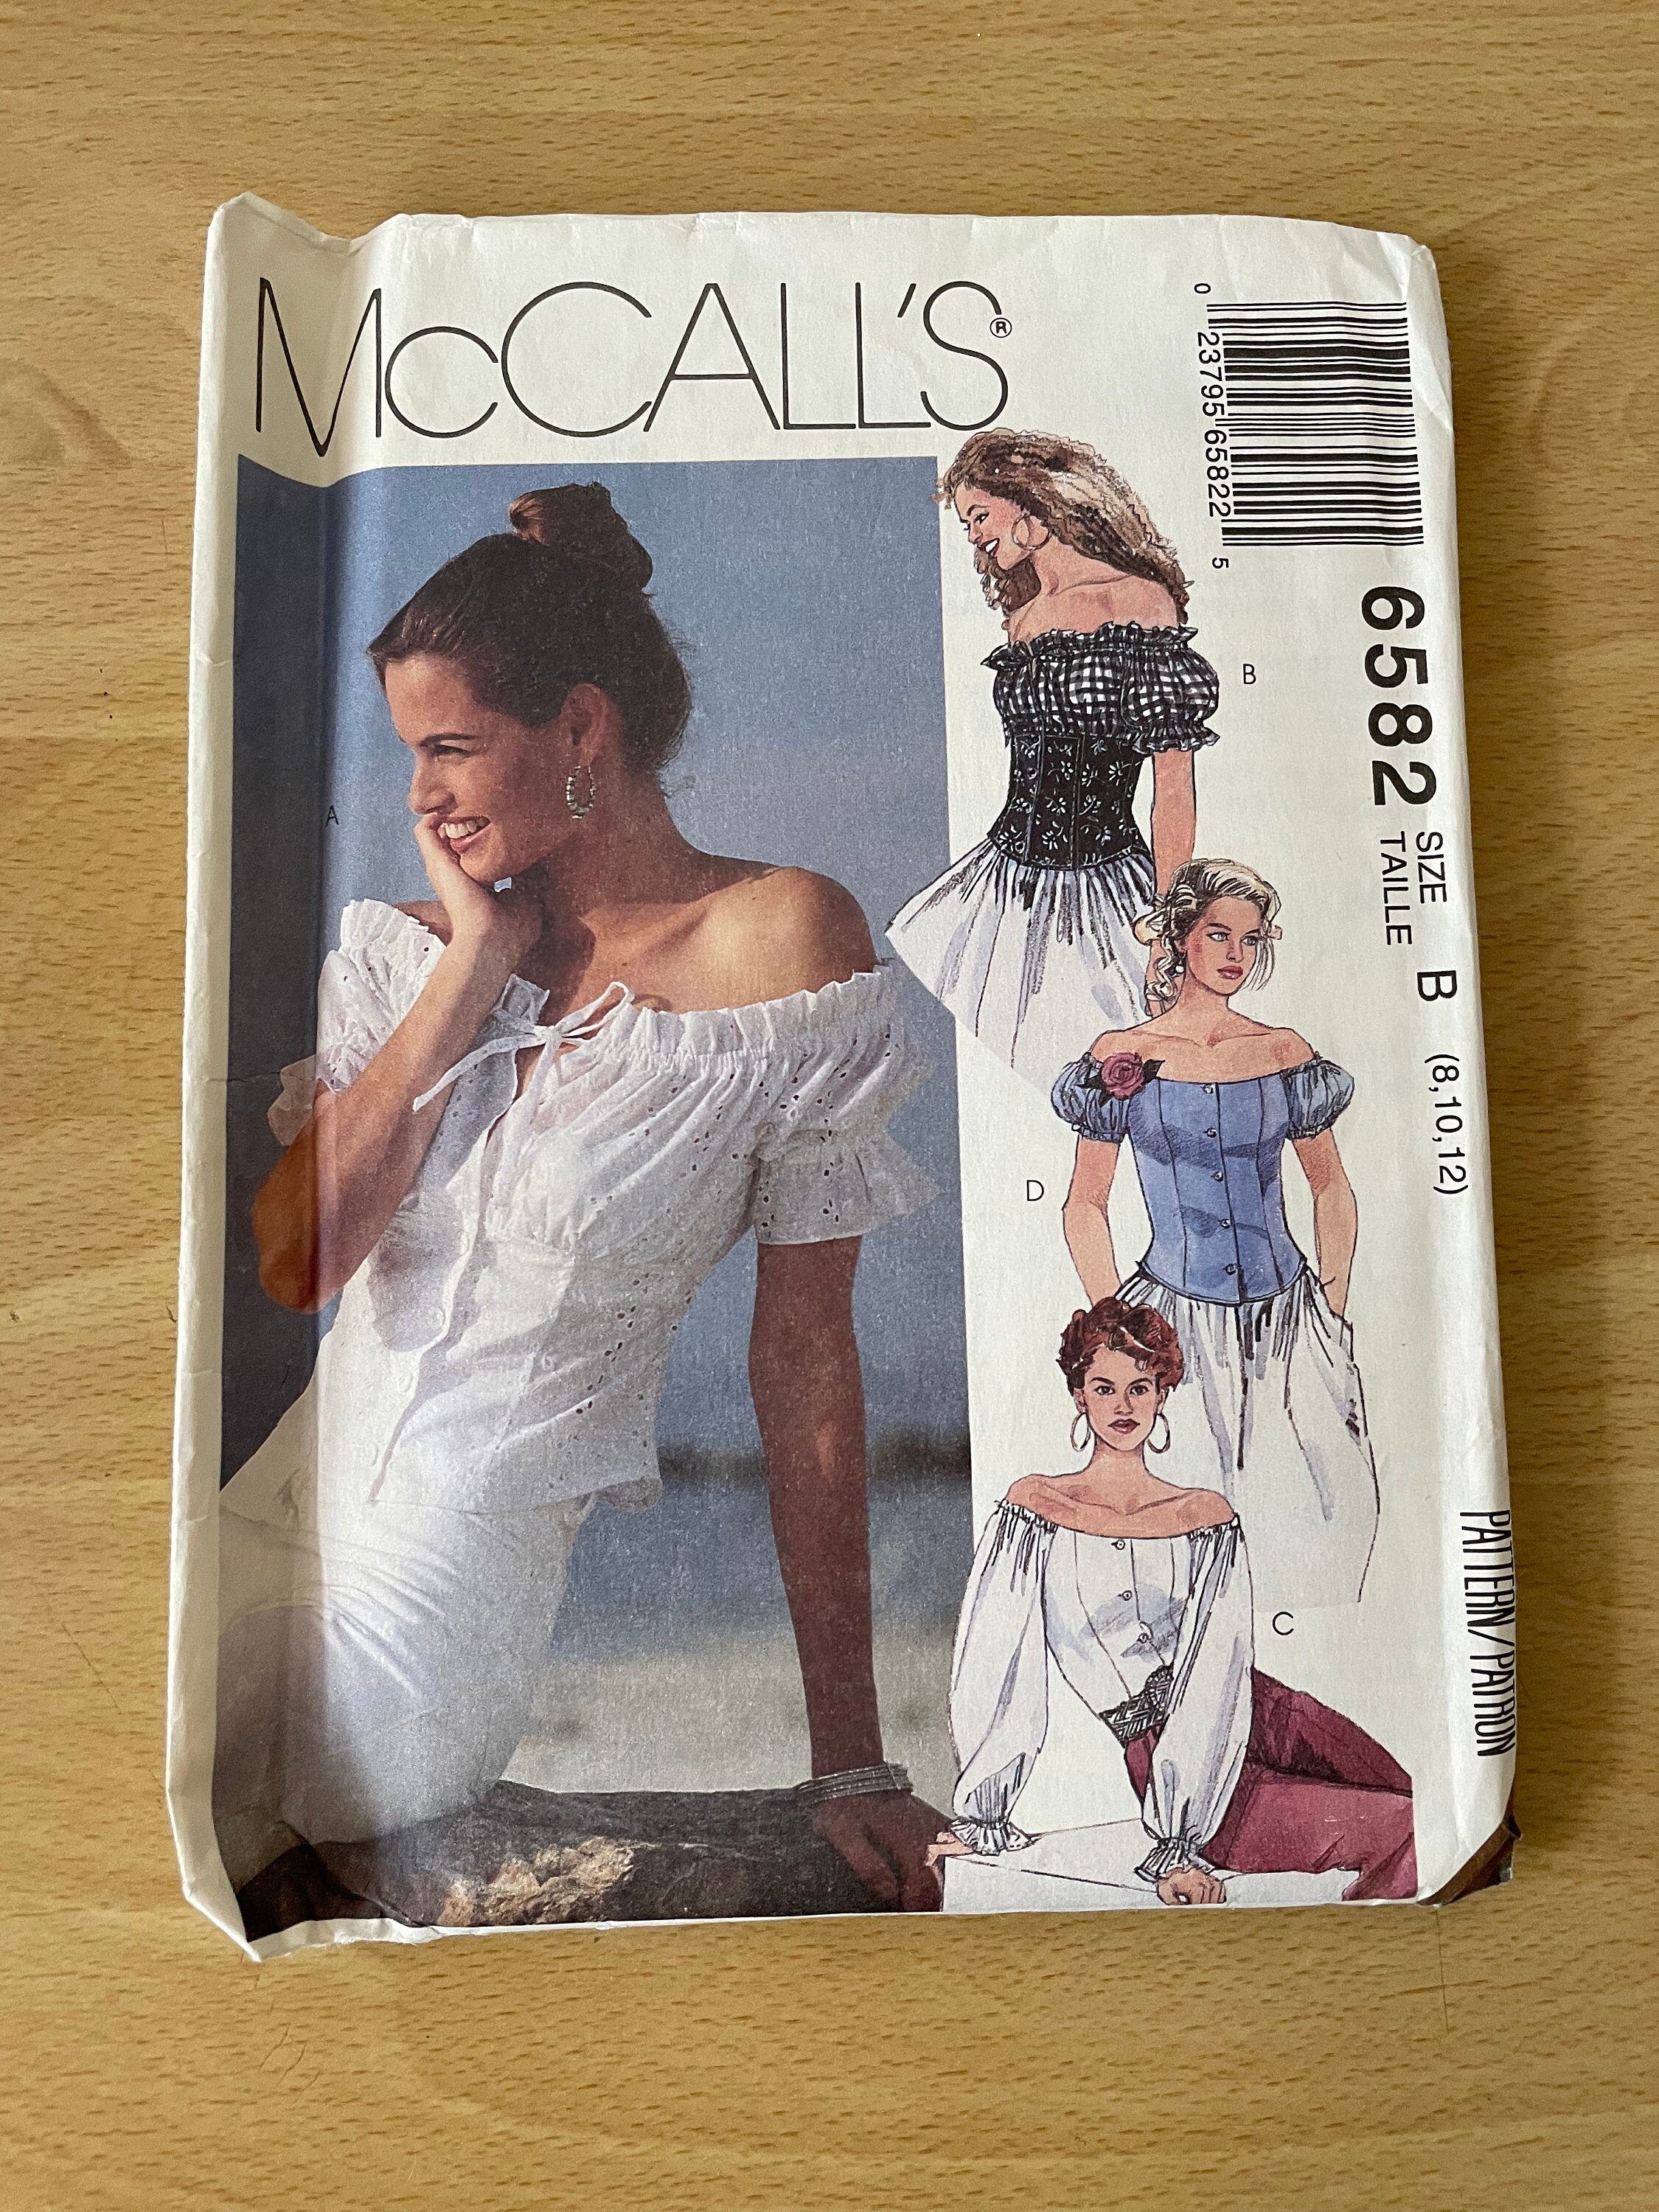 McCALL'S®
0 23795 65822 5
6582
SIZE B (8,10,12)
TAILLE
PATTERN/PATRON
A
B
D
C